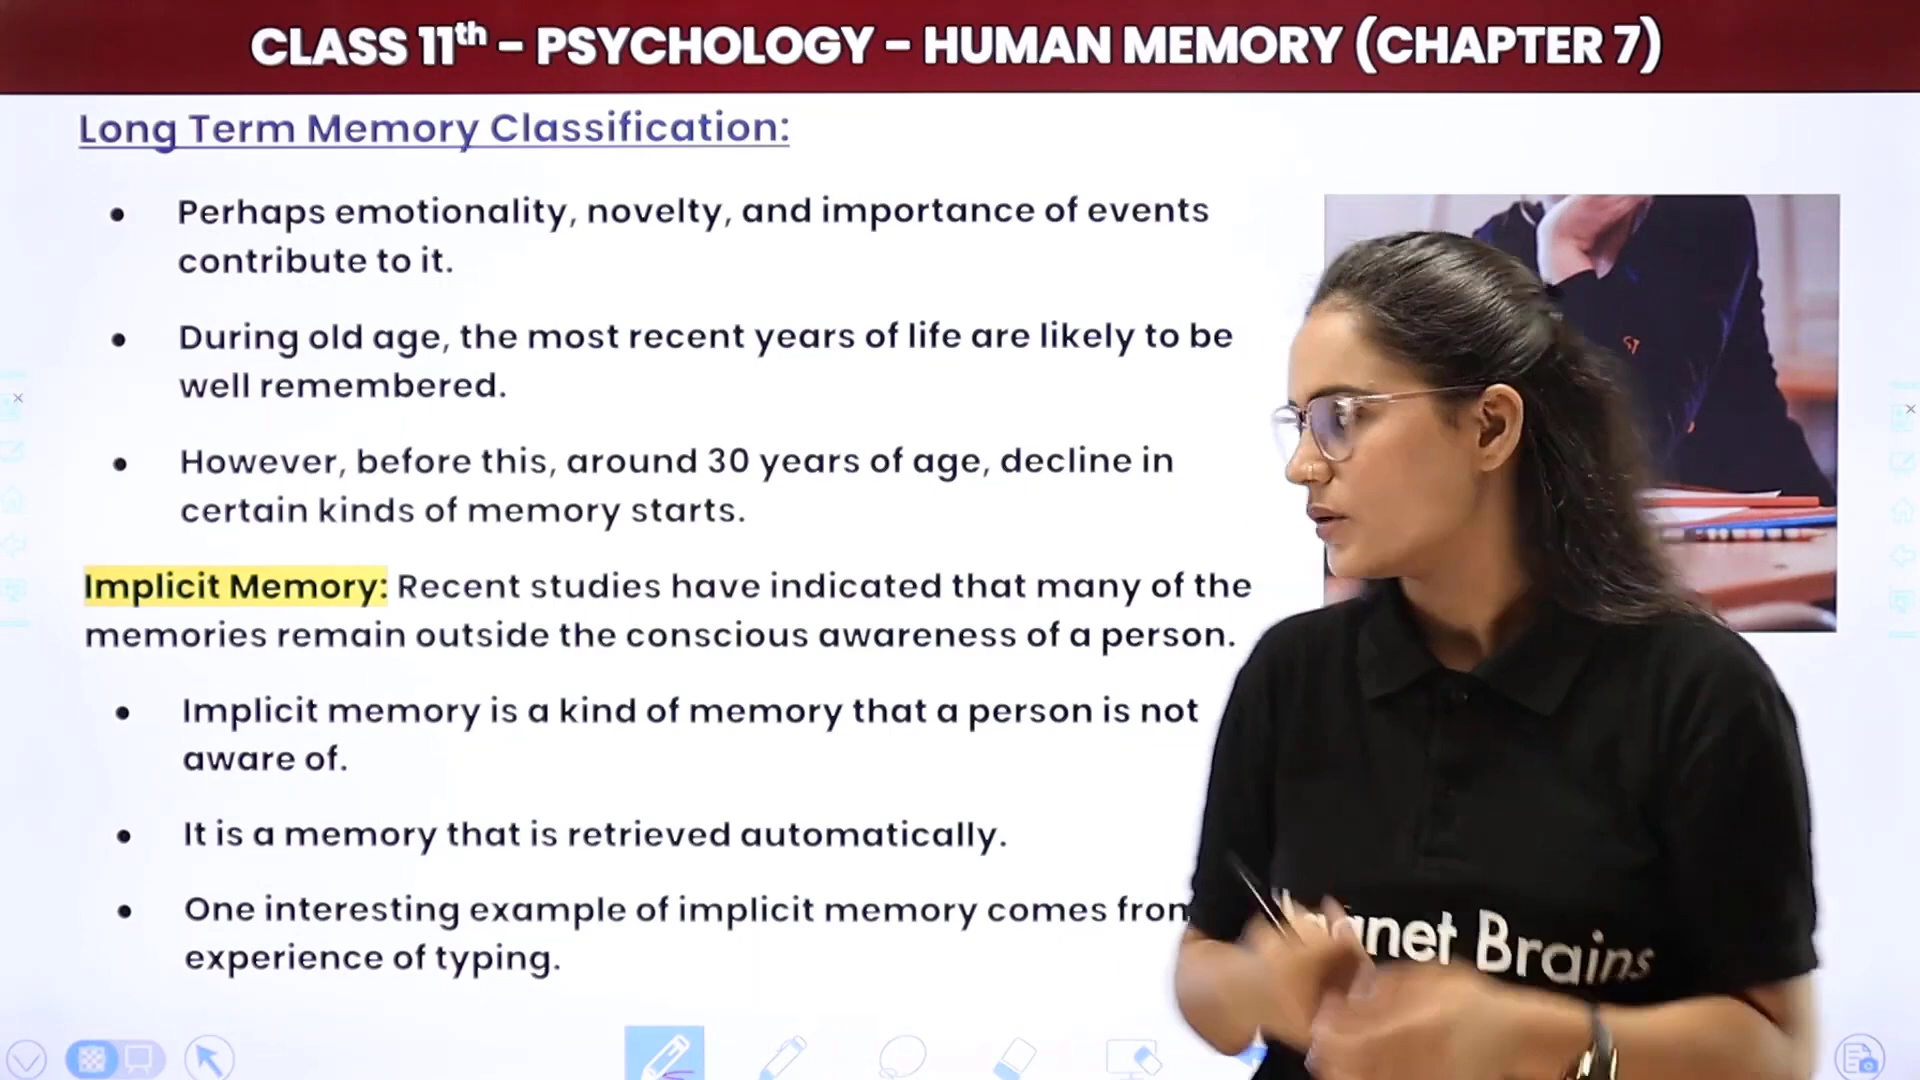 CLASS 11th – PSYCHOLOGY – HUMAN MEMORY (CHAPTER 7)
Long Term Memory Classification:
• Perhaps emotionality, novelty, and importance of events
contribute to it.
• During old age, the most recent years of life are likely to be
well remembered.
• However, before this, around 30 years of age, decline in
certain kinds of memory starts.
Implicit Memory: Recent studies have indicated that many of the
memories remain outside the conscious awareness of a person.
• Implicit memory is a kind of memory that a person is not
aware of.
• It is a memory that is retrieved automatically.
• One interesting example of implicit memory comes from
experience of typing.
Brains